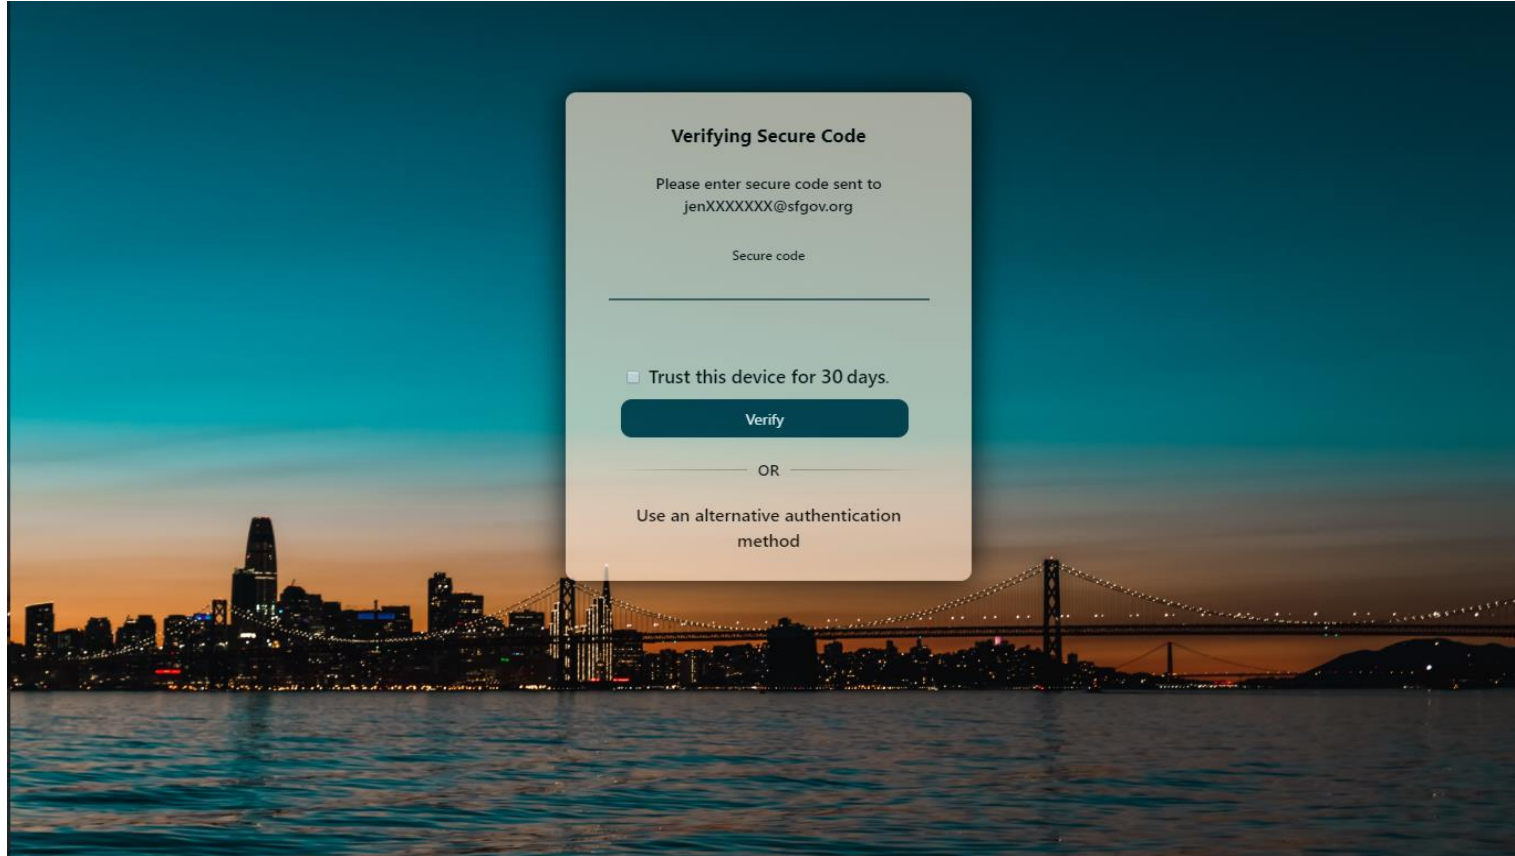 Verifying Secure Code
Please enter secure code sent to
jenXXXXXXX@sfgov.org
Secure code
Trust this device for 30 days.
Verify
OR
Use an alternative authentication
method